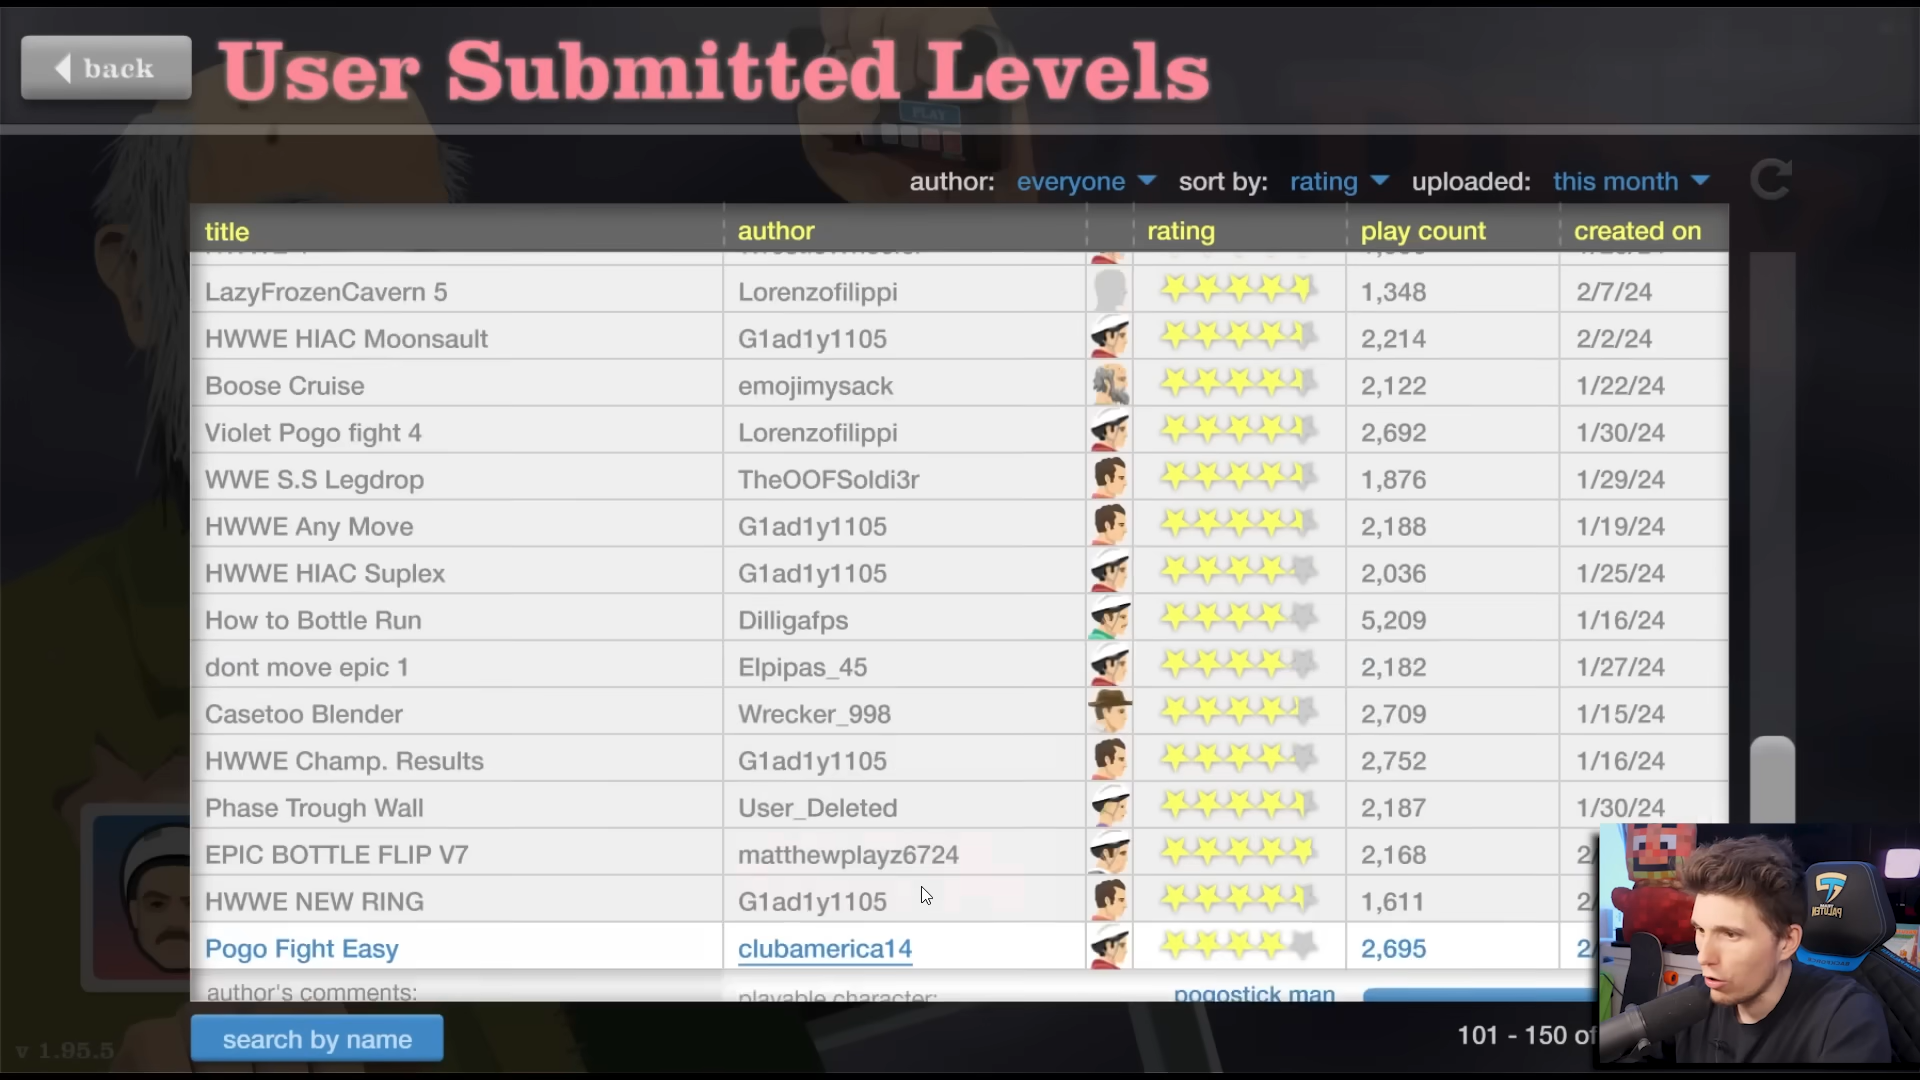 back
User Submitted Levels
PLAY
author: everyone sort by: rating uploaded: this month
title author rating play count created on
LazyFrozenCavern 5 Lorenzofilippi 1,348 2/7/24
HWWE HIAC Moonsault G1ad1y1105 2,214 2/2/24
Boose Cruise emojimysack 2,122 1/22/24
Violet Pogo fight 4 Lorenzofilippi 2,692 1/30/24
WWE S.S Legdrop TheOOFSoldi3r 1,876 1/29/24
HWWE Any Move G1ad1y1105 2,188 1/19/24
HWWE HIAC Suplex G1ad1y1105 2,036 1/25/24
How to Bottle Run Dilligafps 5,209 1/16/24
dont move epic 1 Elpipas_45 2,182 1/27/24
Casetoo Blender Wrecker_998 2,709 1/15/24
HWWE Champ. Results G1ad1y1105 2,752 1/16/24
Phase Trough Wall User_Deleted 2,187 1/30/24
EPIC BOTTLE FLIP V7 matthewplayz6724 2,168 2/
HWWE NEW RING G1ad1y1105 1,611 2/
Pogo Fight Easy clubamerica14 2,695 2/
author's comments: playable character: pogostick man
search by name 101 - 150 of
v 1.95.5
PALUTEN